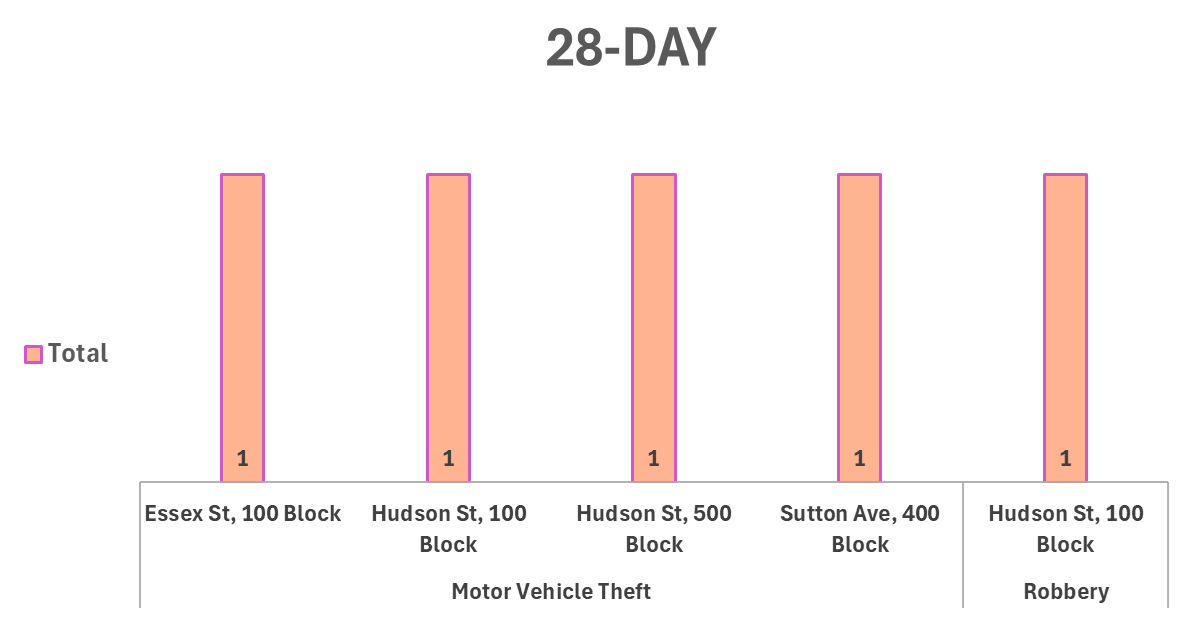 28-DAY
Total
1 1 1 1 1
Essex St, 100 Block
Hudson St, 100
Block
Hudson St, 500
Block
Sutton Ave, 400
Block
Hudson St, 100
Block
Motor Vehicle Theft
Robbery